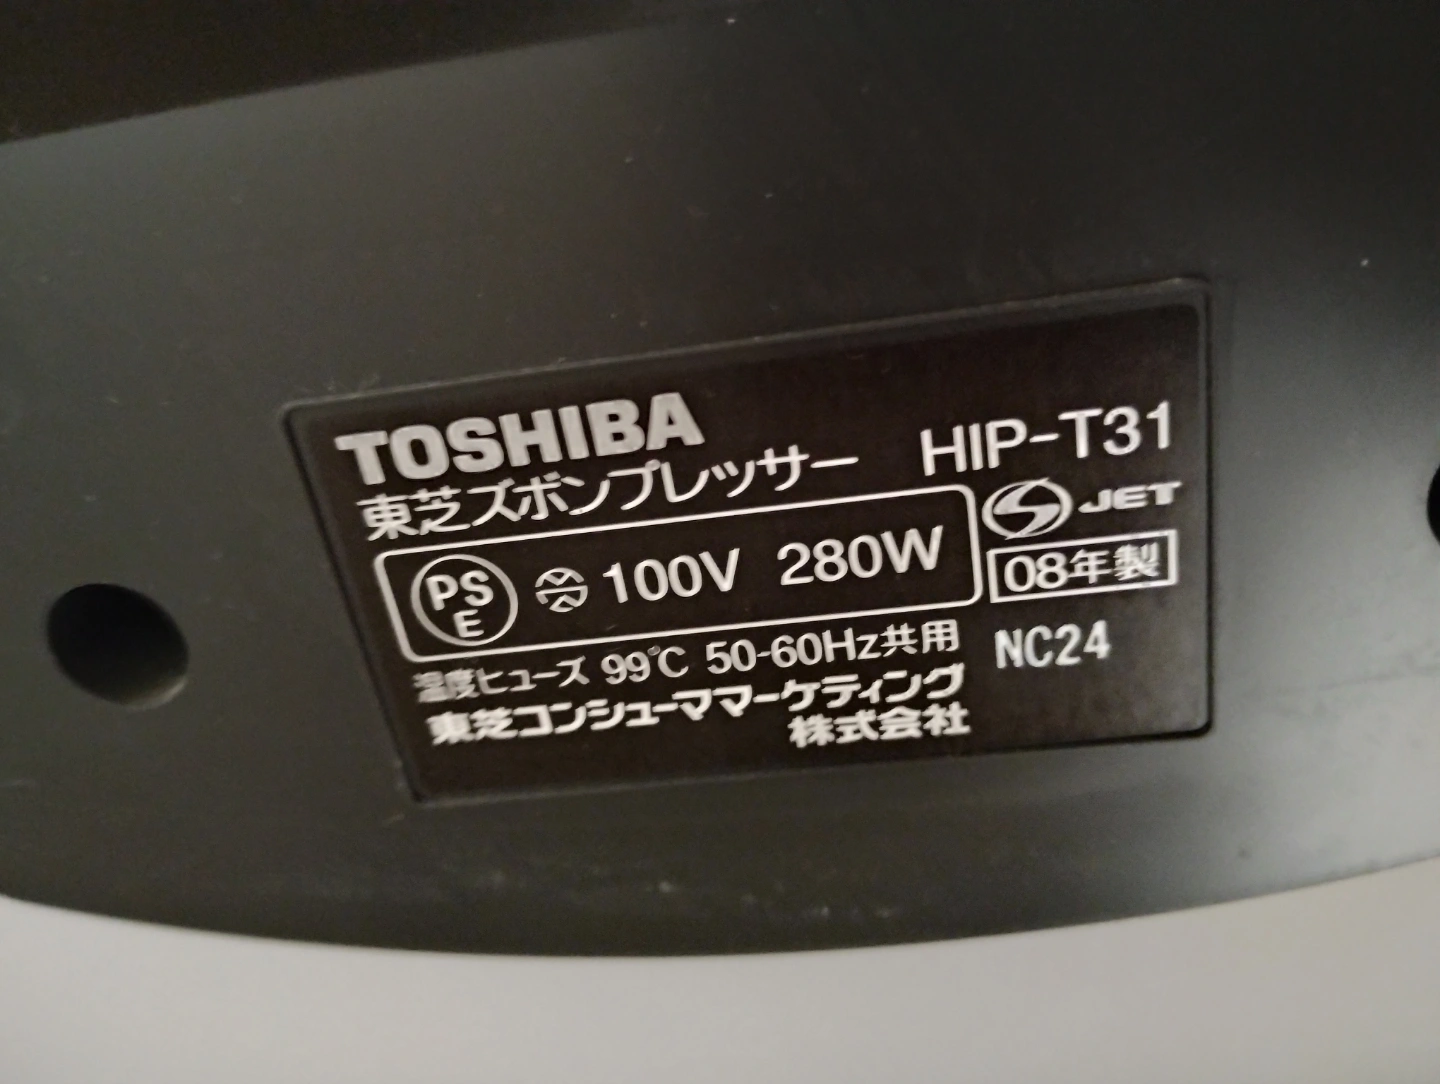 TOSHIBA
東芝ズボンプレッサー HIP-T31
PS
E
100V 280W
JET
08年製
温度ヒューズ 99℃ 50-60Hz共用
NC24
東芝コンシューママーケティング
株式会社